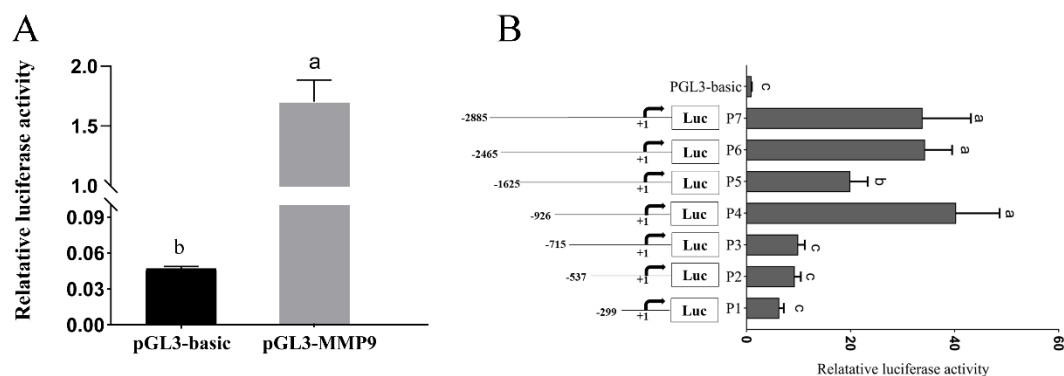 A
Relatative luciferase activity
2.0
1.5
1.0
0.09
0.06
0.03
0.00
b
a
pGL3-basic
pGL3-MMP9
B
PGL3-basic
c
-2885
+1
Luc
P7
a
-2465
+1
Luc
P6
a
-1625
+1
Luc
P5
b
-926
+1
Luc
P4
a
-715
+1
Luc
P3
c
-537
+1
Luc
P2
c
-299
+1
Luc
P1
c
0
20
40
60
Relatative luciferase activity